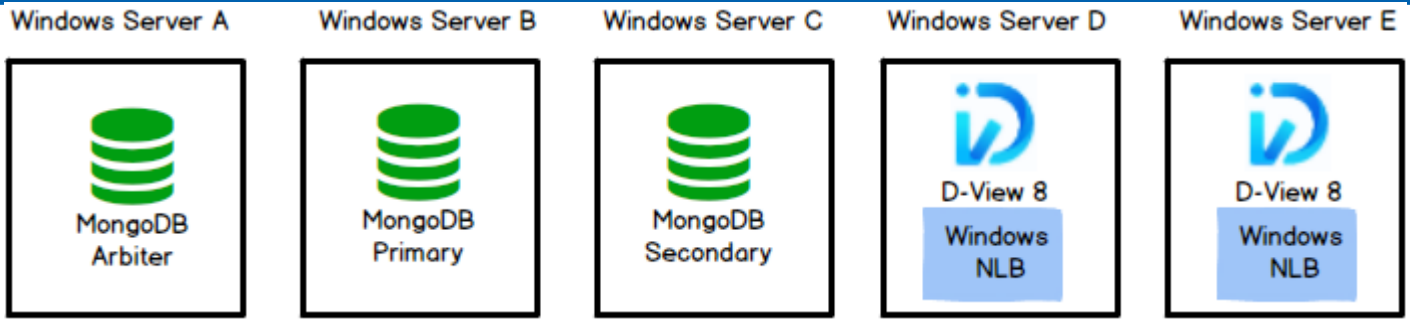 Windows Server A
Windows Server B
Windows Server C
Windows Server D
Windows Server E
MongoDB
Arbiter
MongoDB
Primary
MongoDB
Secondary
D-View 8
Windows
NLB
D-View 8
Windows
NLB